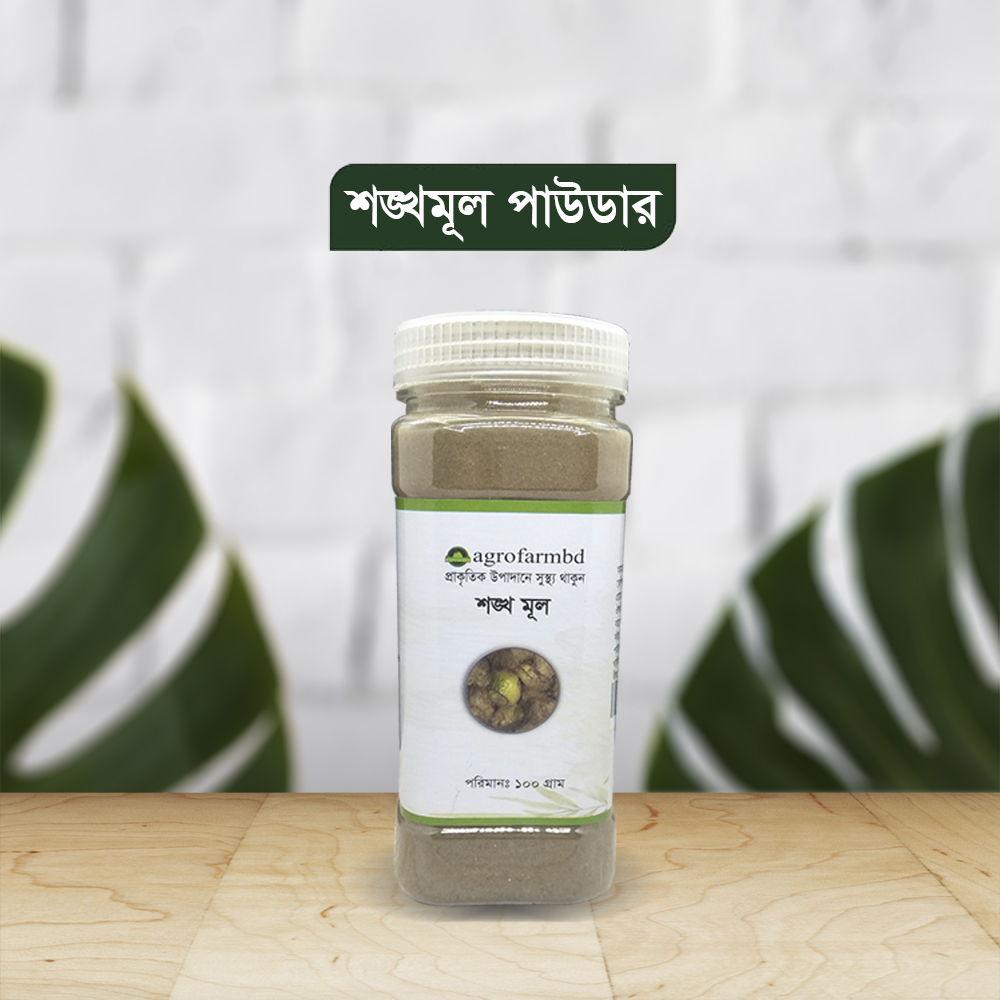 শঙ্খমূল পাউডার
agrofarmbd
প্রাকৃতিক উপাদানে সুস্থ্য থাকুন
শঙ্খ মূল
পরিমানঃ ১০০ গ্রাম